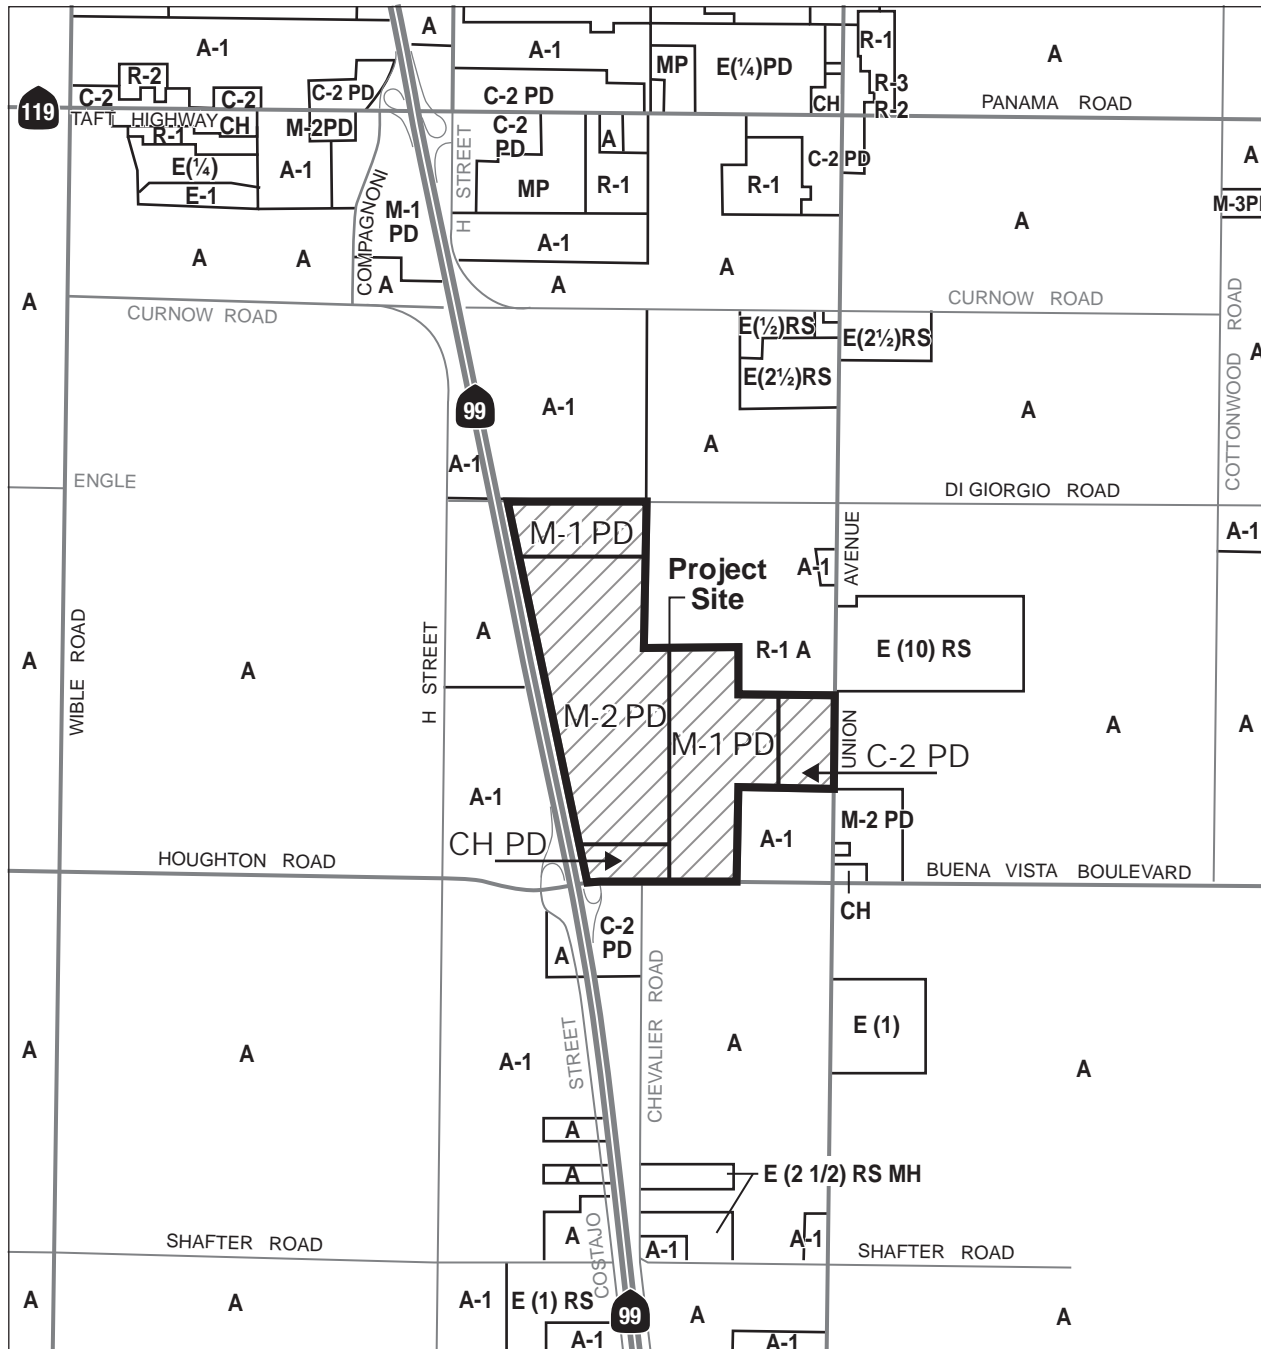 A
A-1
A-1
R-1
A
R-2
MP
E(¼)PD
C-2
C-2
C-2 PD
C-2 PD
CH
R-3
R-2
PANAMA ROAD
119
TAFT HIGHWAY
CH
M-2PD
C-2
PD
A
R-1
C-2 PD
A
E(¼)
A-1
H STREET
R-1
MP
R-1
E-1
M-3P
M-1
PD
COMPAGNONI
A-1
A
A
A
A
A
A
A
A
CURNOW ROAD
CURNOW ROAD
COTTONWOOD ROAD
E(½)RS
E(2½)RS
A
E(2½)RS
99
A-1
A
A
A-1
ENGLE
DI GIORGIO ROAD
M-1 PD
AVENUE
A-1
Project
Site
A-1
A
WIBLE ROAD
A
H STREET
A
R-1 A
E (10) RS
M-2 PD
M-1 PD
UNION
C-2 PD
A
A
A-1
M-2 PD
A-1
CH PD
HOUGHTON ROAD
BUENA VISTA BOULEVARD
CH
C-2
PD
A
CHEVALIER ROAD
E (1)
A
A
A-1
STREET
A
A
A
A
E (2 1/2) RS MH
COSTAJO
A
A-1
A-1
SHAFTER ROAD
SHAFTER ROAD
A
A
A-1
E (1) RS
99
A
A
A-1
A-1